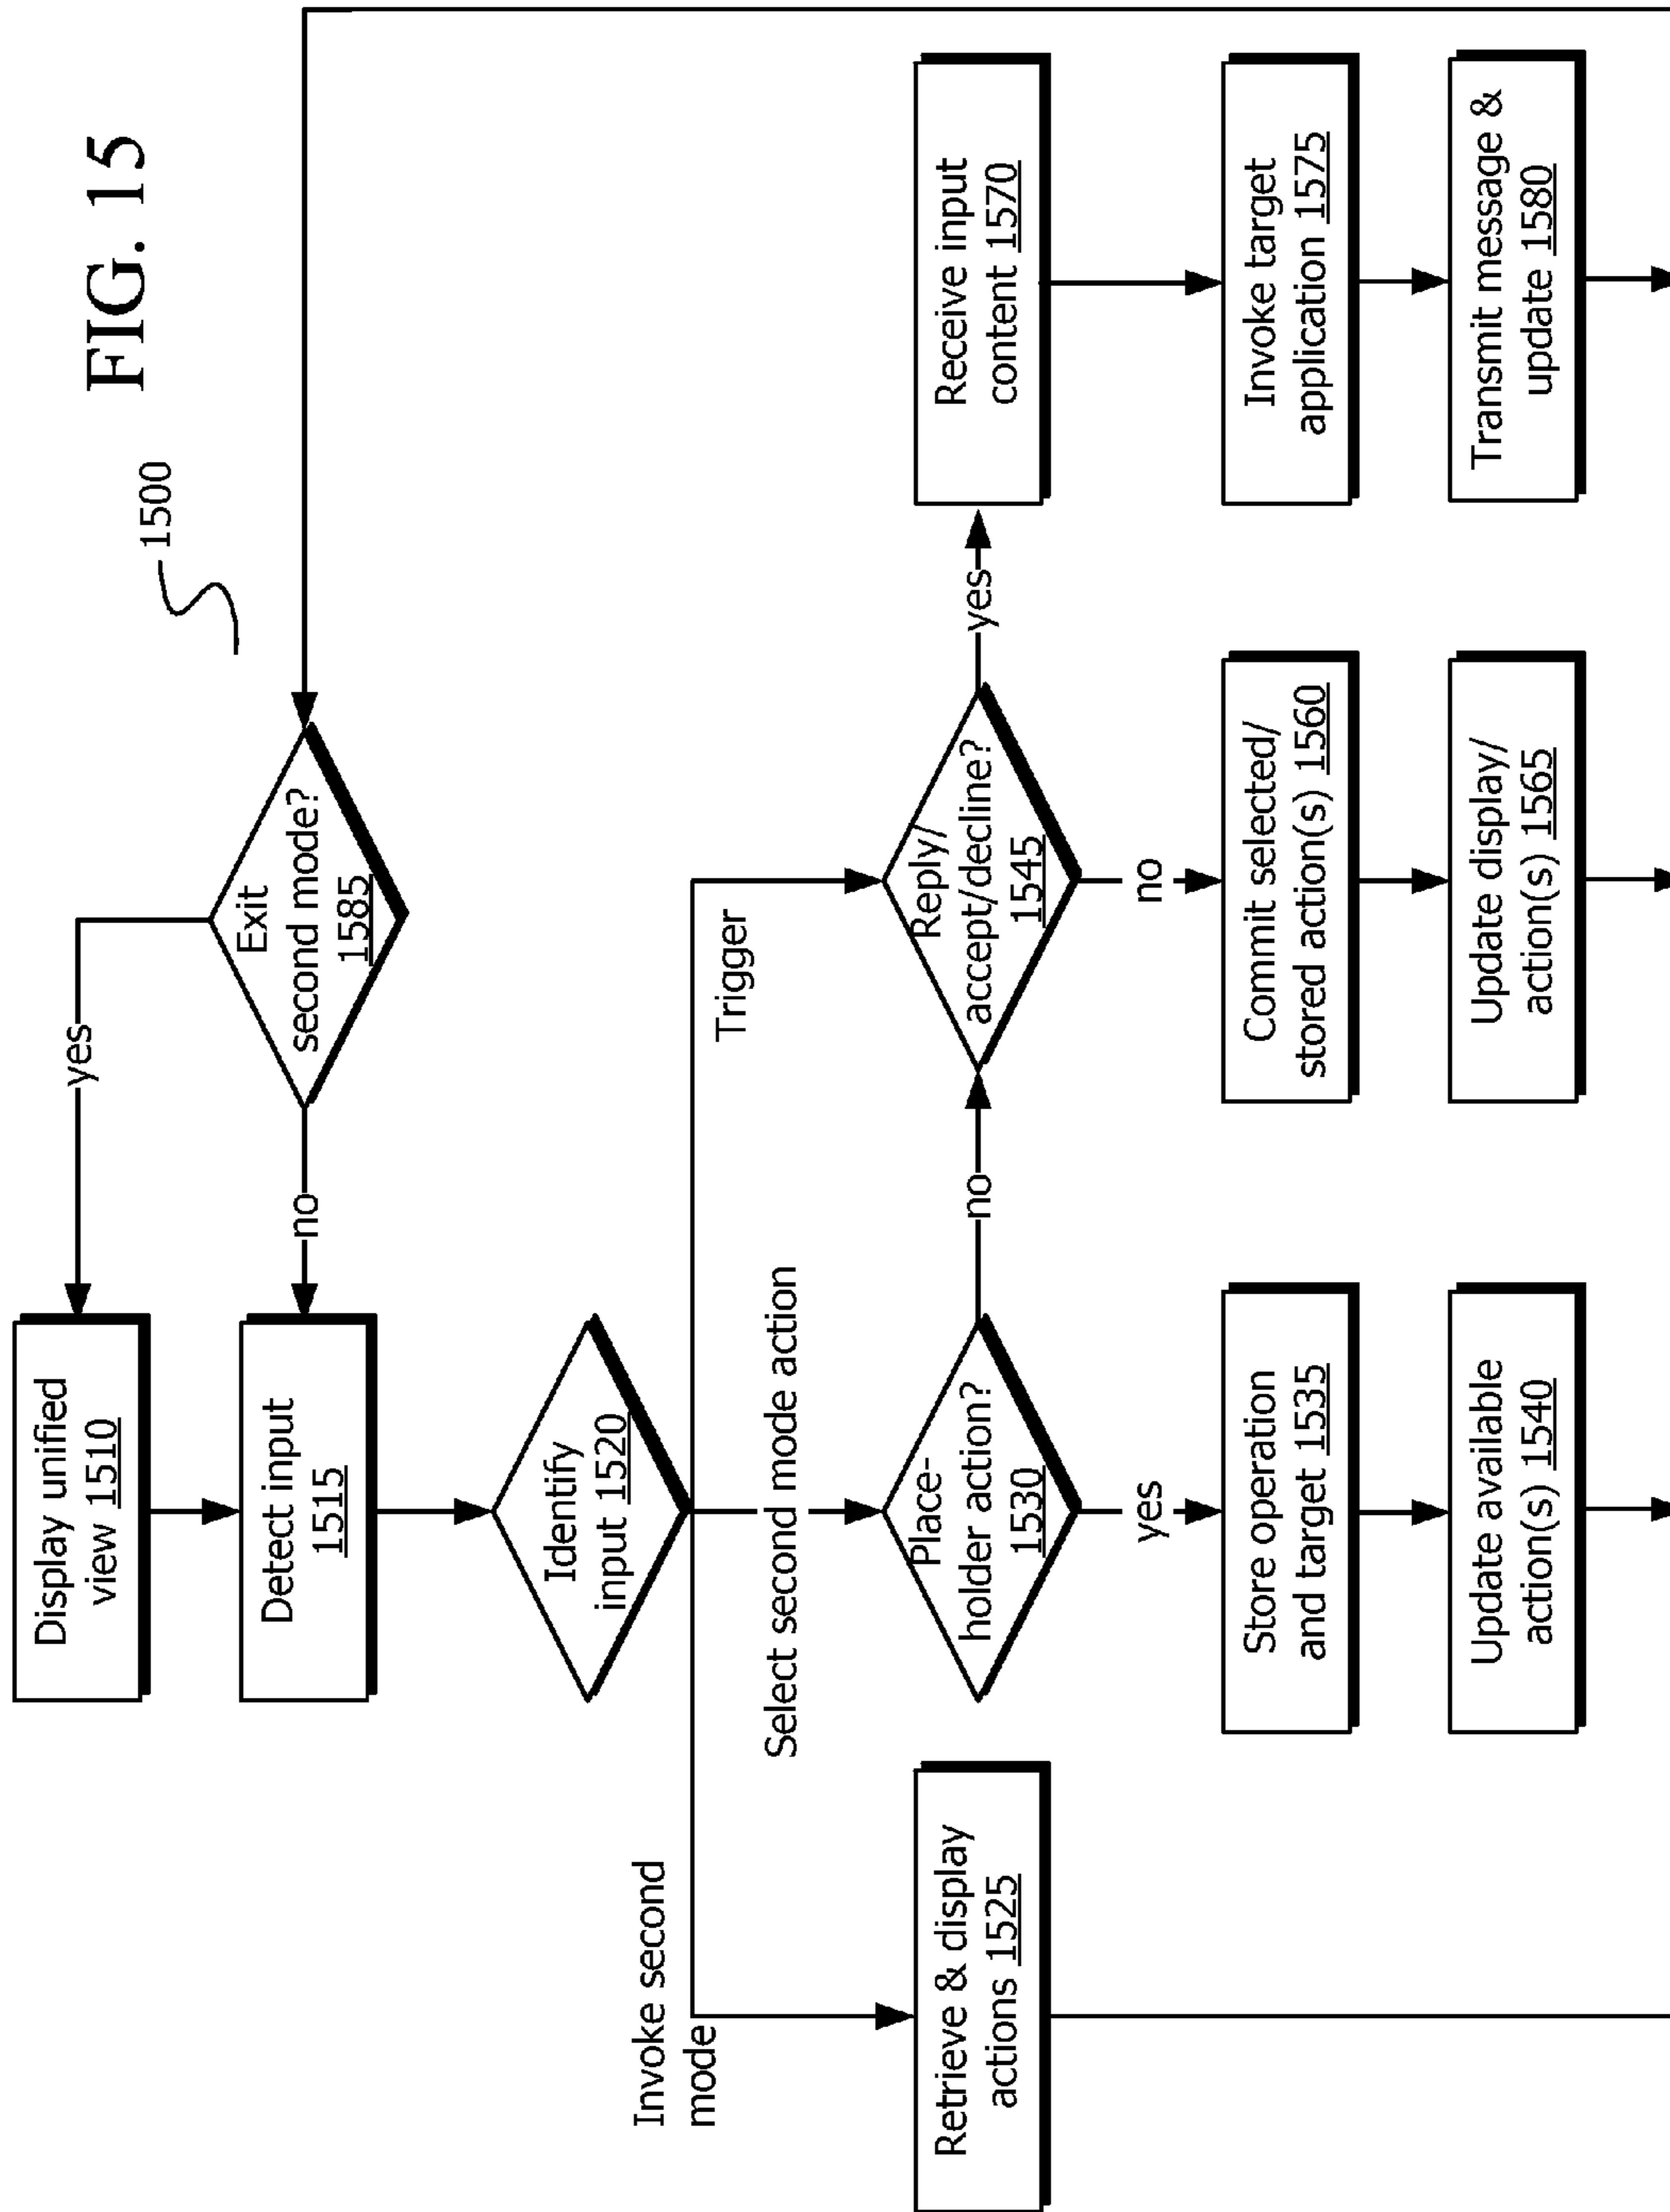 FIG. 15
1500
Display unified
view 1510
yes
Exit
second mode?
1585
no
Detect input
1515
Identify
input 1520
Invoke second
mode
Select second mode action
Trigger
Retrieve & display
actions 1525
Place-
holder action?
1530
no
Reply/
accept/decline?
1545
yes
Receive input
content 1570
yes
no
Store operation
and target 1535
Commit selected/
stored action(s) 1560
Invoke target
application 1575
Update available
action(s) 1540
Update display/
action(s) 1565
Transmit message &
update 1580